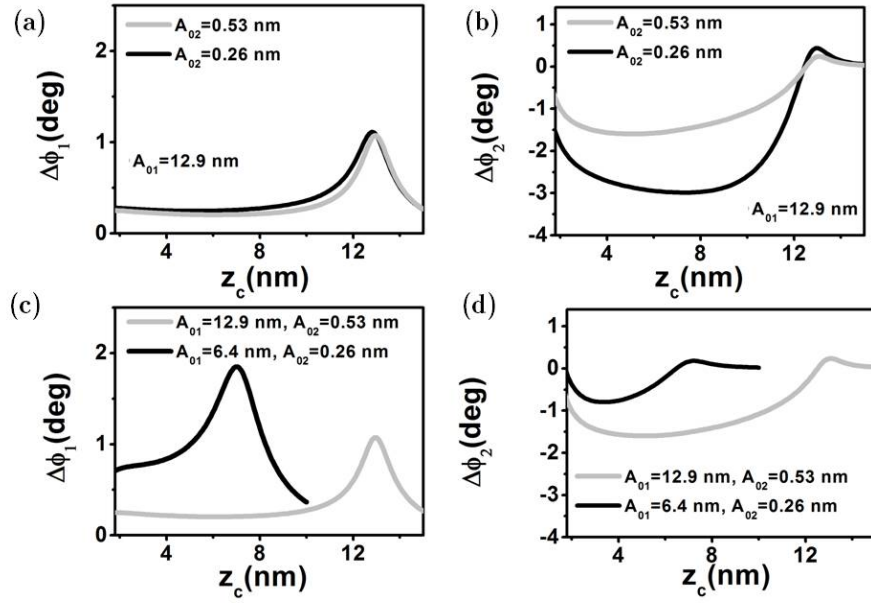 (a)
A₀₂=0.53 nm
A₀₂=0.26 nm
A₀₁=12.9 nm
Δϕ₁(deg)
2
1
0
4
8
12
z_c(nm)
(b)
A₀₂=0.53 nm
A₀₂=0.26 nm
A₀₁=12.9 nm
Δϕ₂(deg)
1
0
-1
-2
-3
-4
4
8
12
z_c(nm)
(c)
A₀₁=12.9 nm, A₀₂=0.53 nm
A₀₁=6.4 nm, A₀₂=0.26 nm
Δϕ₁(deg)
2
1
0
4
8
12
z_c(nm)
(d)
A₀₁=12.9 nm, A₀₂=0.53 nm
A₀₁=6.4 nm, A₀₂=0.26 nm
Δϕ₂(deg)
1
0
-1
-2
-3
-4
4
8
12
z_c(nm)